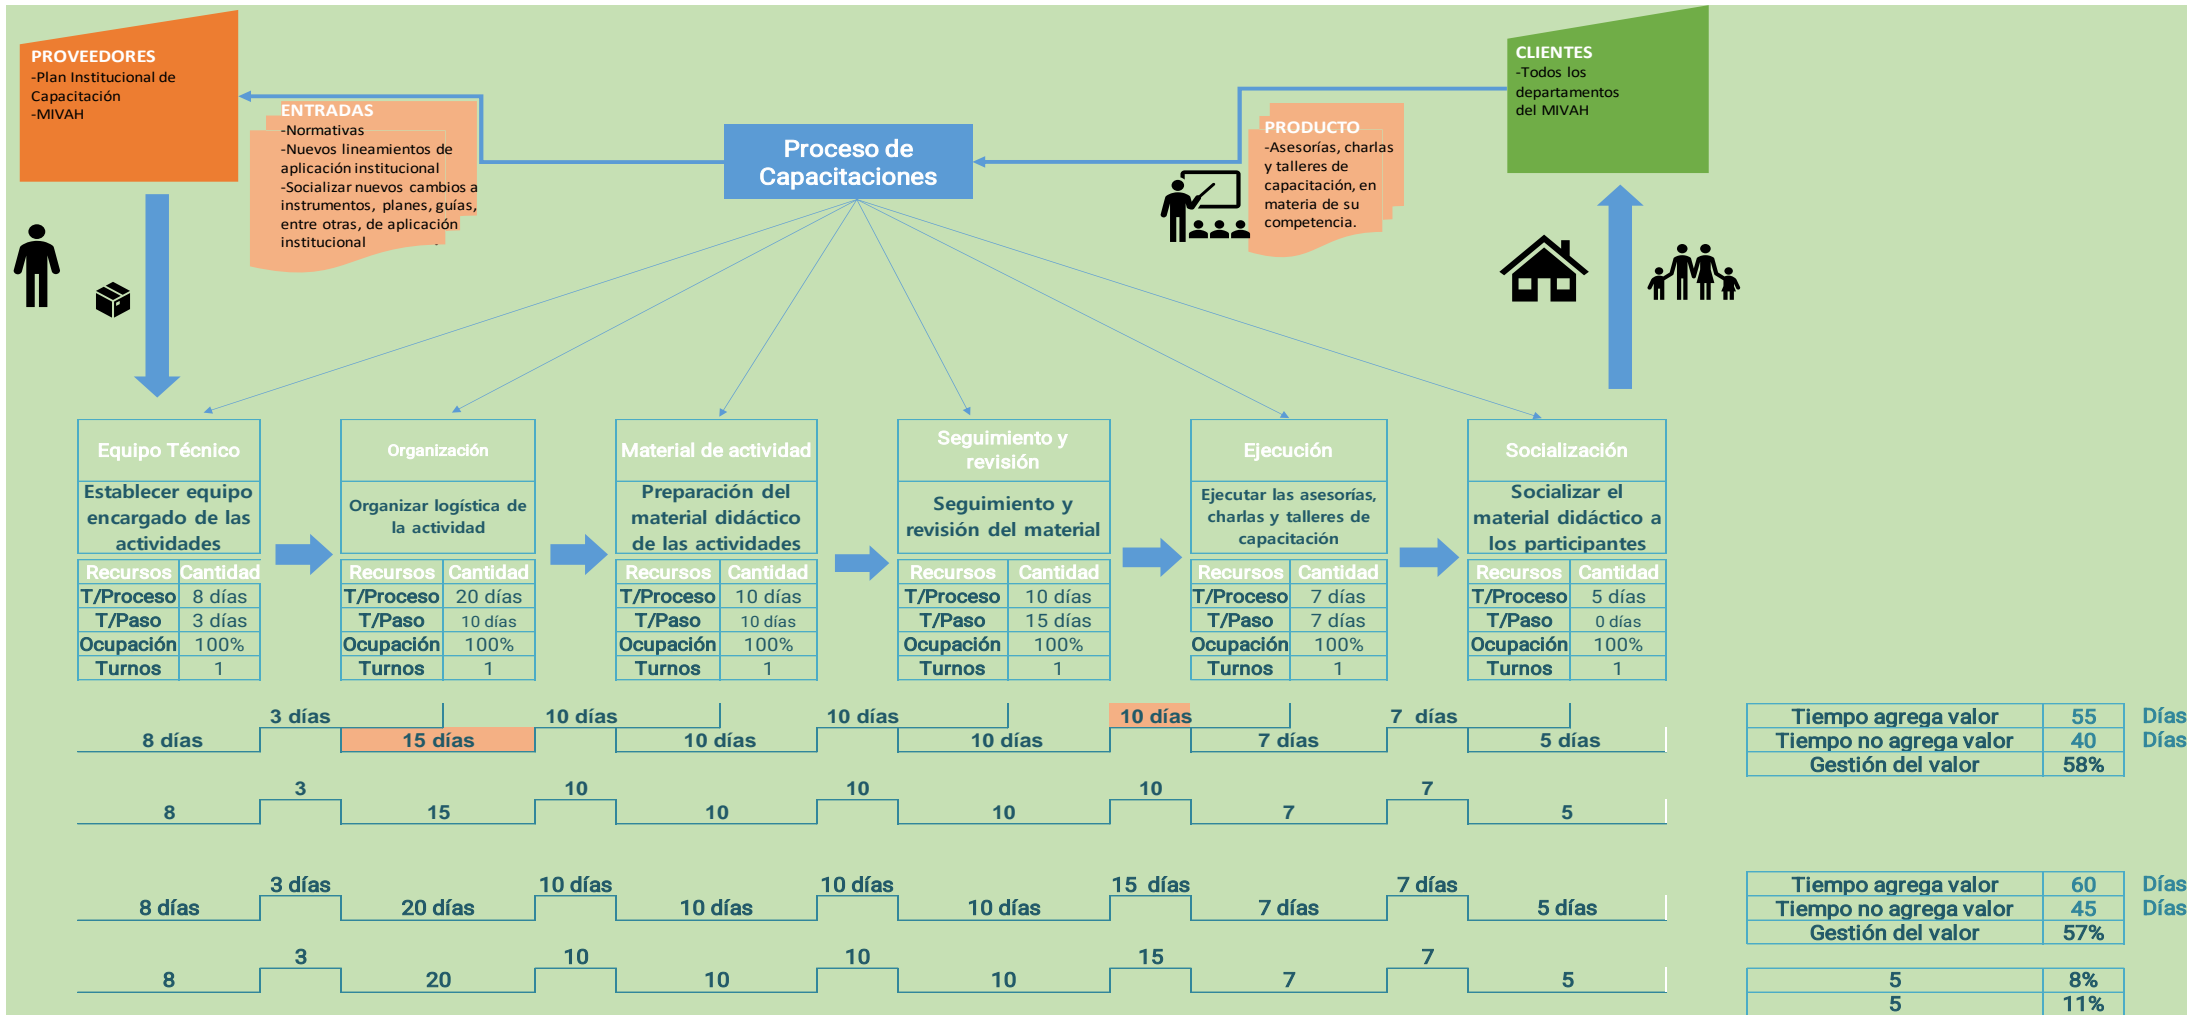 PROVEEDORES
-Plan Institucional de
Capacitación
-MIVAH
ENTRADAS
-Normativas
-Nuevos lineamientos de
aplicación institucional
-Socializar nuevos cambios a
instrumentos, planes, guías,
entre otras, de aplicación
institucional
Proceso de
Capacitaciones
PRODUCTO
-Asesorías, charlas
y talleres de
capacitación, en
materia de su
competencia.
CLIENTES
-Todos los
departamentos
del MIVAH
Equipo Técnico
Establecer equipo
encargado de las
actividades
Recursos Cantidad
T/Proceso 8 días
T/Paso 3 días
Ocupación 100%
Turnos 1
Organización
Organizar logística de
la actividad
Recursos Cantidad
T/Proceso 20 días
T/Paso 10 días
Ocupación 100%
Turnos 1
Material de actividad
Preparación del
material didáctico
de las actividades
Recursos Cantidad
T/Proceso 10 días
T/Paso 10 días
Ocupación 100%
Turnos 1
Seguimiento y
revisión
Seguimiento y
revisión del material
Recursos Cantidad
T/Proceso 10 días
T/Paso 15 días
Ocupación 100%
Turnos 1
Ejecución
Ejecutar las asesorías,
charlas y talleres de
capacitación
Recursos Cantidad
T/Proceso 7 días
T/Paso 7 días
Ocupación 100%
Turnos 1
Socialización
Socializar el
material didáctico a
los participantes
Recursos Cantidad
T/Proceso 5 días
T/Paso 0 días
Ocupación 100%
Turnos 1
3 días 10 días 10 días 10 días 7 días
8 días 15 días 10 días 10 días 7 días 5 días
Tiempo agrega valor 55 Días
Tiempo no agrega valor 40 Días
Gestión del valor 58%
3 10 10 10 7
8 15 10 10 7 5
3 días 10 días 10 días 15 días 7 días
8 días 20 días 10 días 10 días 7 días 5 días
Tiempo agrega valor 60 Días
Tiempo no agrega valor 45 Días
Gestión del valor 57%
3 10 10 15 7
8 20 10 10 7 5
5 8%
5 11%